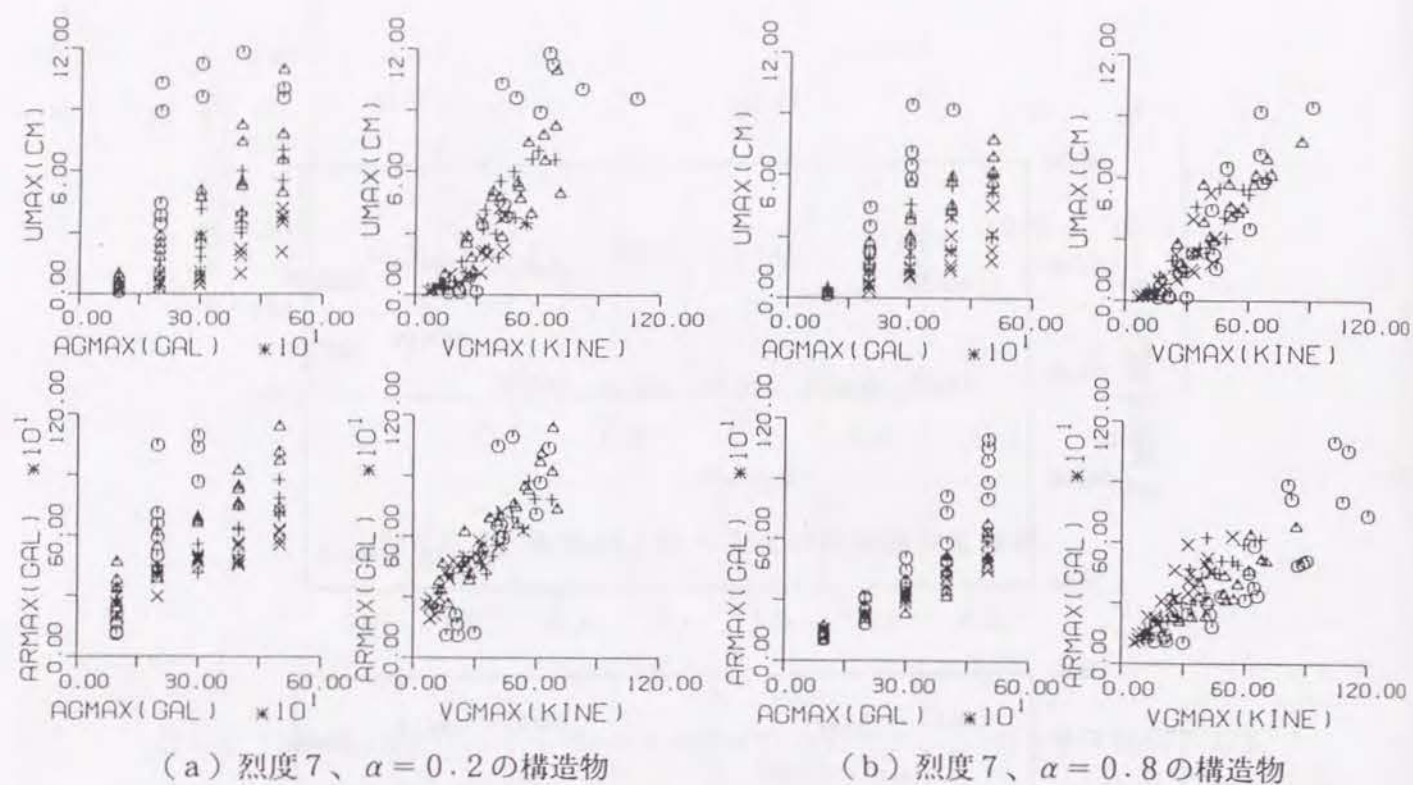 UMAX(CM)
0.00 6.00 12.00
0.00 30.00 60.00
AGMAX(GAL) *10¹
UMAX(CM)
0.00 6.00 12.00
0.00 60.00 120.00
VGMAX(KINE)
UMAX(CM)
0.00 6.00 12.00
0.00 30.00 60.00
AGMAX(GAL) *10¹
UMAX(CM)
0.00 6.00 12.00
0.00 60.00 120.00
VGMAX(KINE)
ARMAX(GAL) *10¹
0.00 60.00 120.00
0.00 30.00 60.00
AGMAX(GAL) *10¹
ARMAX(GAL) *10¹
0.00 60.00 120.00
0.00 60.00 120.00
VGMAX(KINE)
ARMAX(GAL) *10¹
0.00 60.00 120.00
0.00 30.00 60.00
AGMAX(GAL) *10¹
ARMAX(GAL) *10¹
0.00 60.00 120.00
0.00 60.00 120.00
VGMAX(KINE)
(a)烈度7、α=0.2の構造物
(b)烈度7、α=0.8の構造物